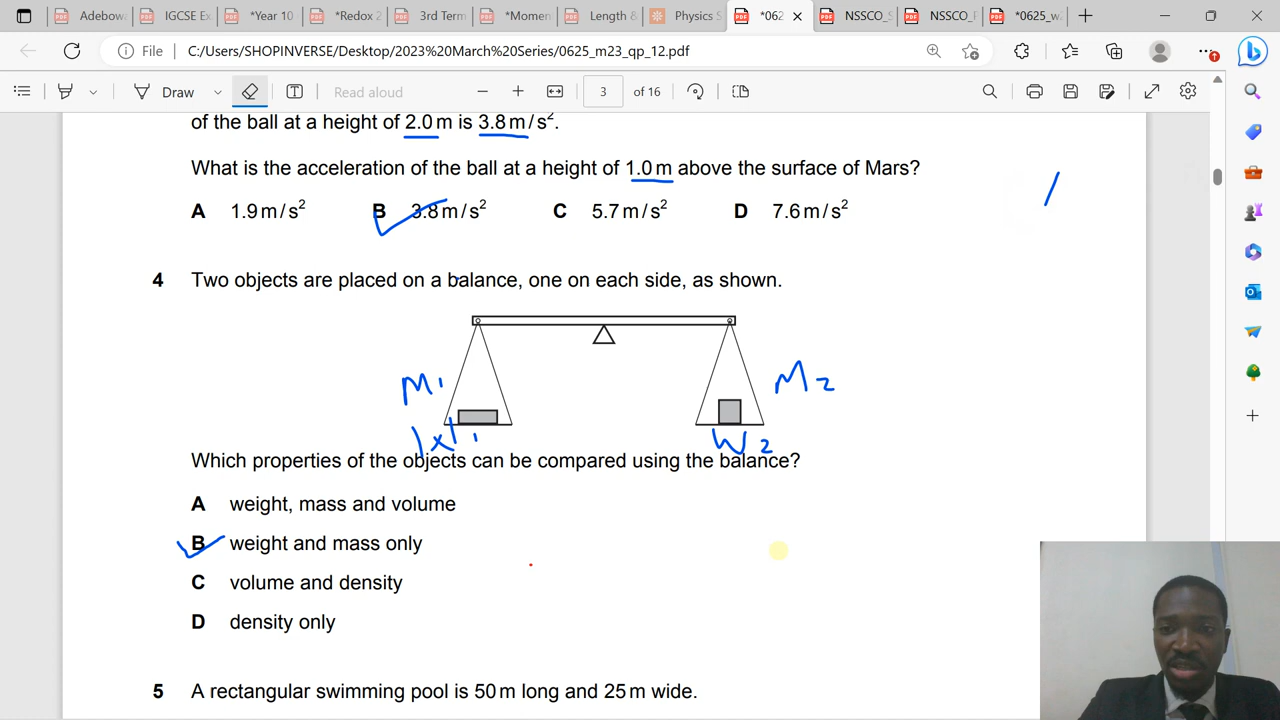 Adebowa
IGCSE Ex
*Year 10
*Redox 2
3rd Term
*Momen
Length &
Physics S
*062
NSSCO_S
NSSCO_P
*0625_w2
File
C:/Users/SHOPINVERSE/Desktop/2023%20March%20Series/0625_m23_qp_12.pdf
Draw
Read aloud
3
of 16
of the ball at a height of 2.0 m is 3.8 m / s².
What is the acceleration of the ball at a height of 1.0 m above the surface of Mars?
A 1.9 m / s² B 3.8 m / s² C 5.7 m / s² D 7.6 m / s²
4 Two objects are placed on a balance, one on each side, as shown.
M1
M2
W1
W2
Which properties of the objects can be compared using the balance?
A weight, mass and volume
B weight and mass only
C volume and density
D density only
5 A rectangular swimming pool is 50 m long and 25 m wide.